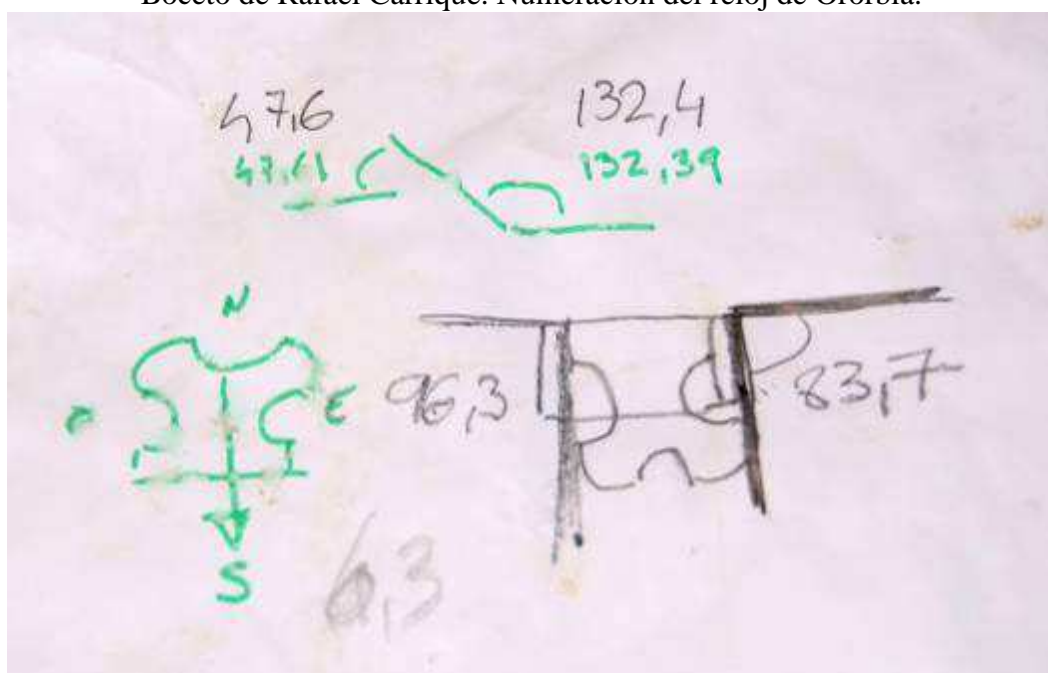 Boceto de Rafael Carrique. Numeración del reloj de Ororbia.
47,6 132,4
47,61 132,39
N
96,3 83,7
O E
S
6,3